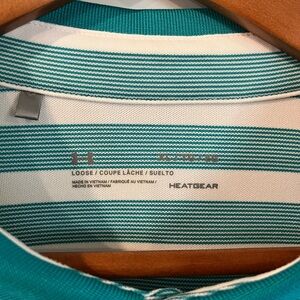 LOOSE / COUPE LÂCHE / SUELTO
MADE IN VIETNAM / FABRIQUÉ AU VIETNAM /
HECHO EN VIETNAM
HEATGEAR